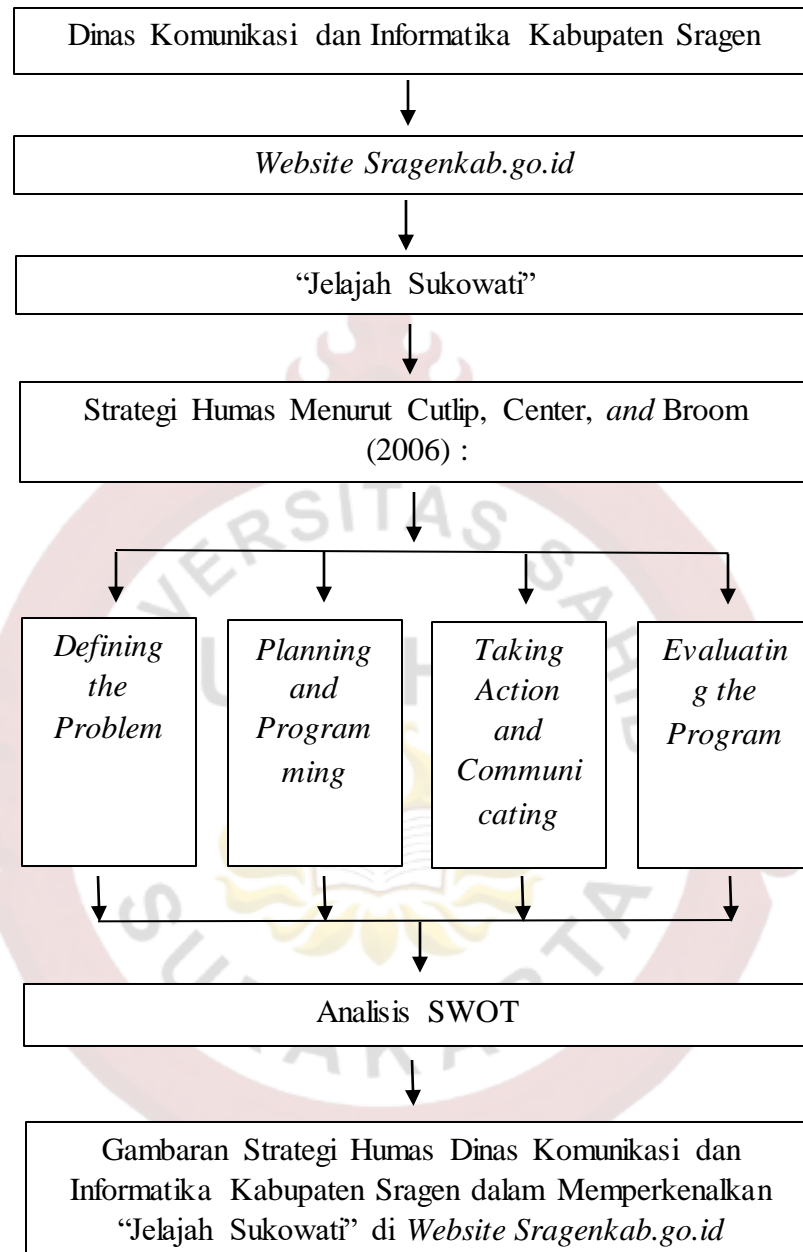 Dinas Komunikasi dan Informatika Kabupaten Sragen
Website Sragenkab.go.id
“Jelajah Sukowati”
Strategi Humas Menurut Cutlip, Center, and Broom
(2006) :
Defining
the
Problem
Planning
and
Program
ming
Taking
Action
and
Communi
cating
Evaluatin
g the
Program
Analisis SWOT
Gambaran Strategi Humas Dinas Komunikasi dan
Informatika Kabupaten Sragen dalam Memperkenalkan
“Jelajah Sukowati” di Website Sragenkab.go.id